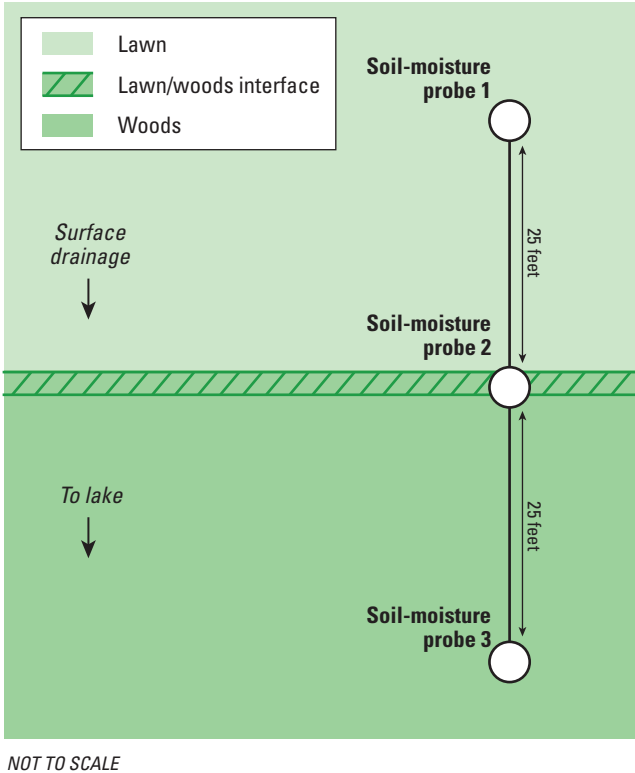 Lawn
Lawn/woods interface
Woods
Soil-moisture
probe 1
25 feet
Surface
drainage
Soil-moisture
probe 2
To lake
25 feet
Soil-moisture
probe 3
NOT TO SCALE